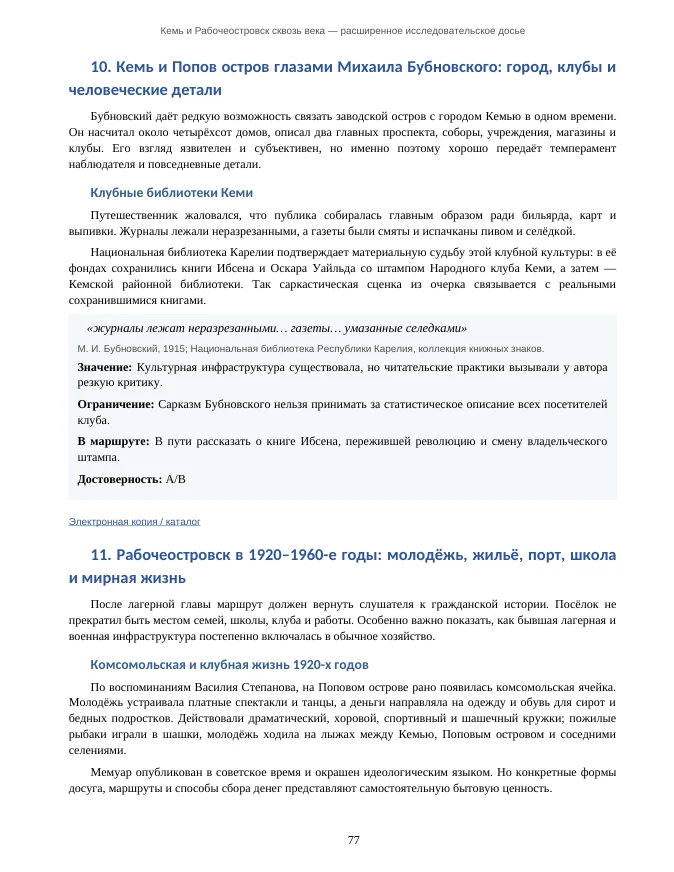 Кемь и Рабочеостровск сквозь века — расширенное исследовательское досье
10. Кемь и Попов остров глазами Михаила Бубновского: город, клубы и
человеческие детали
Бубновский даёт редкую возможность связать заводской остров с городом Кемью в одном времени.
Он насчитал около четырёхсот домов, описал два главных проспекта, соборы, учреждения, магазины и
клубы. Его взгляд язвителен и субъективен, но именно поэтому хорошо передаёт темперамент
наблюдателя и повседневные детали.
Клубные библиотеки Кеми
Путешественник жаловался, что публика собиралась главным образом ради бильярда, карт и
выпивки. Журналы лежали неразрезанными, а газеты были смяты и испачканы пивом и селёдкой.
Национальная библиотека Карелии подтверждает материальную судьбу этой клубной культуры: в её
фондах сохранились книги Ибсена и Оскара Уайльда со штампом Народного клуба Кеми, а затем —
Кемской районной библиотеки. Так саркастическая сценка из очерка связывается с реальными
сохранившимися книгами.
«журналы лежат неразрезанными… газеты… умазанные селедками»
М. И. Бубновский, 1915; Национальная библиотека Республики Карелия, коллекция книжных знаков.
Значение: Культурная инфраструктура существовала, но читательские практики вызывали у автора
резкую критику.
Ограничение: Сарказм Бубновского нельзя принимать за статистическое описание всех посетителей
клуба.
В маршруте: В пути рассказать о книге Ибсена, пережившей революцию и смену владельческого
штампа.
Достоверность: А/В
Электронная копия / каталог
11. Рабочеостровск в 1920–1960-е годы: молодёжь, жильё, порт, школа
и мирная жизнь
После лагерной главы маршрут должен вернуть слушателя к гражданской истории. Посёлок не
прекратил быть местом семей, школы, клуба и работы. Особенно важно показать, как бывшая лагерная и
военная инфраструктура постепенно включалась в обычное хозяйство.
Комсомольская и клубная жизнь 1920-х годов
По воспоминаниям Василия Степанова, на Поповом острове рано появилась комсомольская ячейка.
Молодёжь устраивала платные спектакли и танцы, а деньги направляла на одежду и обувь для сирот и
бедных подростков. Действовали драматический, хоровой, спортивный и шашечный кружки; пожилые
рыбаки играли в шашки, молодёжь ходила на лыжах между Кемью, Поповым островом и соседними
селениями.
Мемуар опубликован в советское время и окрашен идеологическим языком. Но конкретные формы
досуга, маршруты и способы сбора денег представляют самостоятельную бытовую ценность.
77